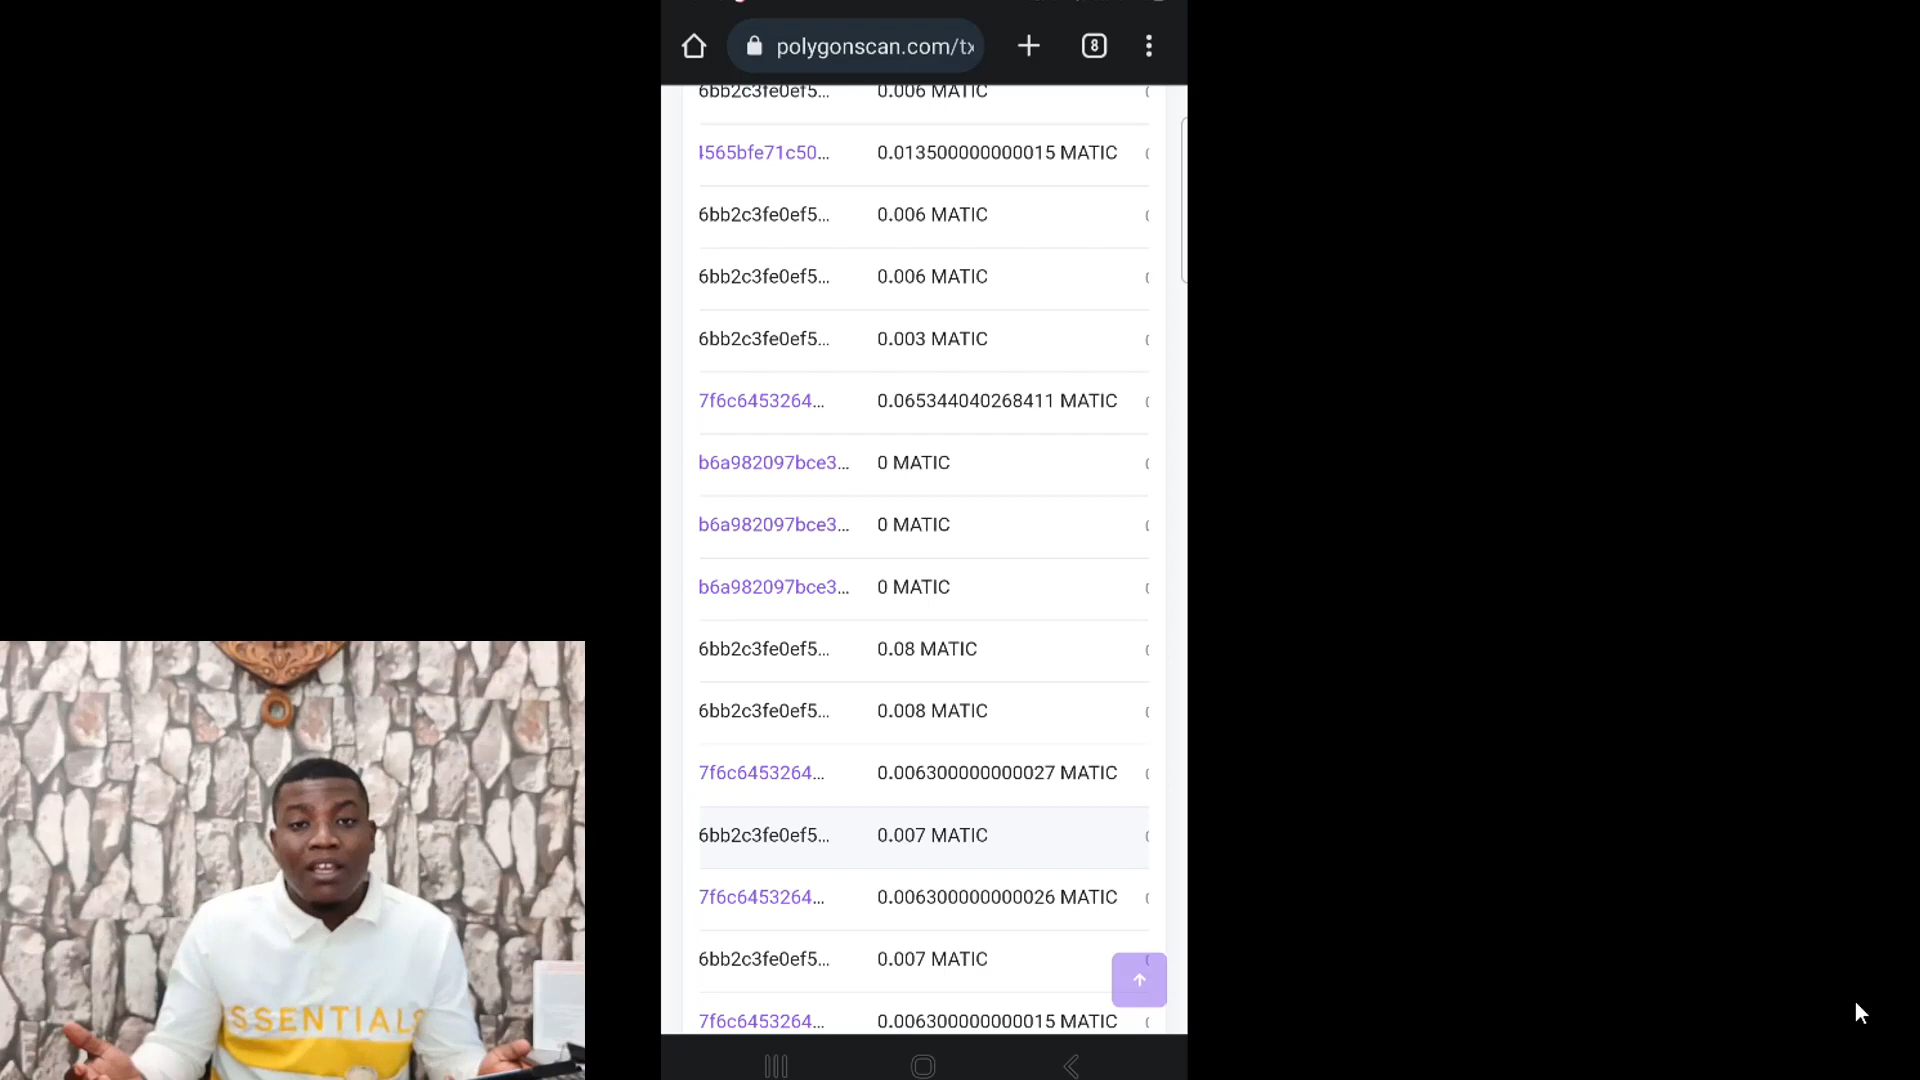 polygonscan.com/tx
8
6bb2c3fe0ef5... 0.006 MATIC
4565bfe71c50... 0.013500000000015 MATIC
6bb2c3fe0ef5... 0.006 MATIC
6bb2c3fe0ef5... 0.006 MATIC
6bb2c3fe0ef5... 0.003 MATIC
7f6c6453264... 0.065344040268411 MATIC
b6a982097bce3... 0 MATIC
b6a982097bce3... 0 MATIC
b6a982097bce3... 0 MATIC
6bb2c3fe0ef5... 0.08 MATIC
6bb2c3fe0ef5... 0.008 MATIC
7f6c6453264... 0.006300000000027 MATIC
6bb2c3fe0ef5... 0.007 MATIC
7f6c6453264... 0.006300000000026 MATIC
6bb2c3fe0ef5... 0.007 MATIC
7f6c6453264... 0.006300000000015 MATIC
SSENTIALS